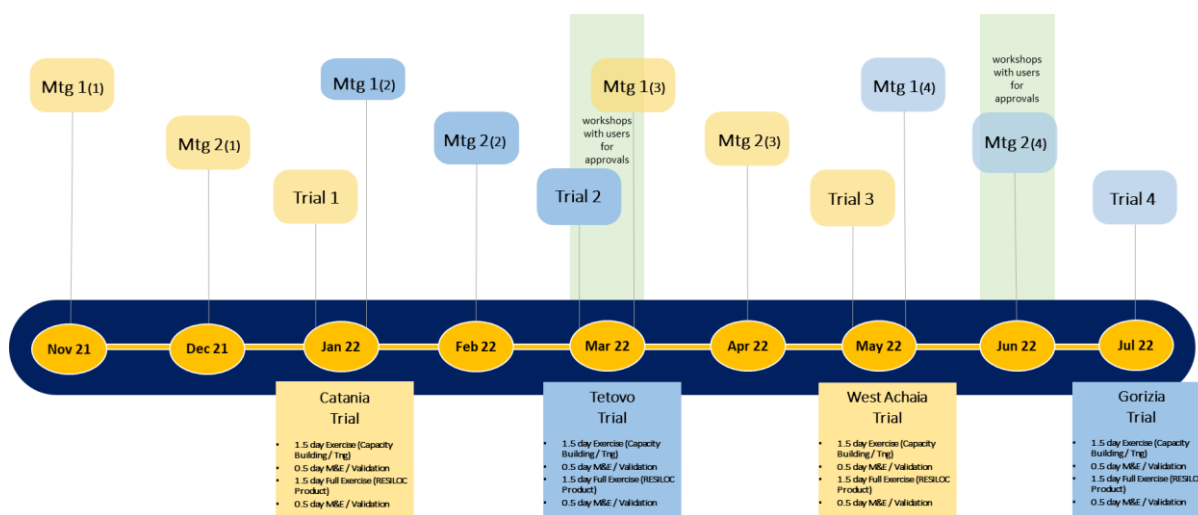 Mtg 1(1)
Mtg 2(1)
Trial 1
Mtg 1(2)
Mtg 2(2)
Trial 2
workshops
with users
for
approvals
Mtg 1(3)
Mtg 2(3)
Trial 3
Mtg 1(4)
workshops
with users
for
approvals
Mtg 2(4)
Trial 4
Nov 21
Dec 21
Jan 22
Feb 22
Mar 22
Apr 22
May 22
Jun 22
Jul 22
Catania
Trial
• 1.5 day Exercise (Capacity
Building / Tng)
• 0.5 day M&E / Validation
• 1.5 day Full Exercise (RESILOC
Product)
• 0.5 day M&E / Validation
Tetovo
Trial
• 1.5 day Exercise (Capacity
Building / Tng)
• 0.5 day M&E / Validation
• 1.5 day Full Exercise (RESILOC
Product)
• 0.5 day M&E / Validation
West Achaia
Trial
• 1.5 day Exercise (Capacity
Building / Tng)
• 0.5 day M&E / Validation
• 1.5 day Full Exercise (RESILOC
Product)
• 0.5 day M&E / Validation
Gorizia
Trial
• 1.5 day Exercise (Capacity
Building / Tng)
• 0.5 day M&E / Validation
• 1.5 day Full Exercise (RESILOC
Product)
• 0.5 day M&E / Validation